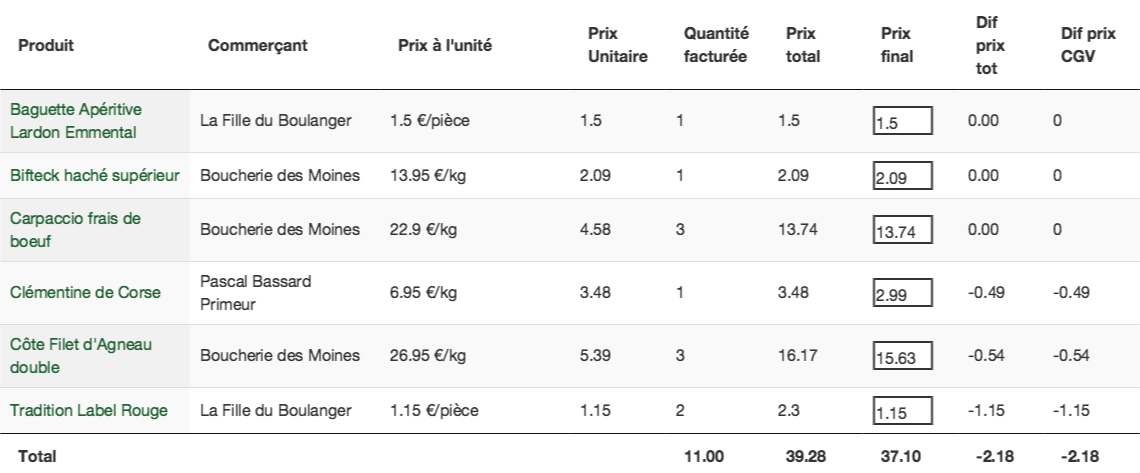 Produit Commerçant Prix à l'unité Prix Unitaire Quantité facturée Prix total Prix final Dif prix tot Dif prix CGV
Baguette Apéritive Lardon Emmental La Fille du Boulanger 1.5 €/pièce 1.5 1 1.5 1.5 0.00 0
Bifteck haché supérieur Boucherie des Moines 13.95 €/kg 2.09 1 2.09 2.09 0.00 0
Carpaccio frais de boeuf Boucherie des Moines 22.9 €/kg 4.58 3 13.74 13.74 0.00 0
Clémentine de Corse Pascal Bassard Primeur 6.95 €/kg 3.48 1 3.48 2.99 -0.49 -0.49
Côte Filet d'Agneau double Boucherie des Moines 26.95 €/kg 5.39 3 16.17 15.63 -0.54 -0.54
Tradition Label Rouge La Fille du Boulanger 1.15 €/pièce 1.15 2 2.3 1.15 -1.15 -1.15
Total 11.00 39.28 37.10 -2.18 -2.18